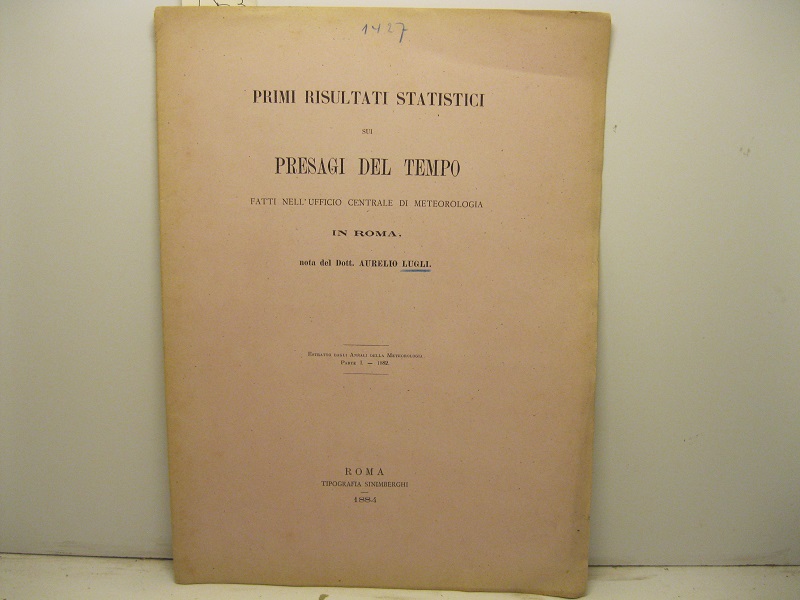 1427
PRIMI RISULTATI STATISTICI
SUI
PRESAGI DEL TEMPO
FATTI NELL'UFFICIO CENTRALE DI METEOROLOGIA
IN ROMA.
nota del Dott. AURELIO LUGLI.
ESTRATTO DAGLI ANNALI DELLA METEOROLOGIA
PARTE I. — 1882.
ROMA
TIPOGRAFIA SINIMBERGHI
1884